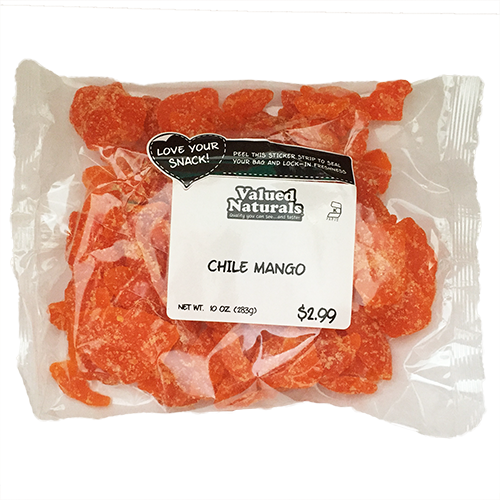 LOVE YOUR
SNACK!
PEEL THIS STICKER STRIP TO SEAL
YOUR BAG AND LOCK-IN FRESHNESS
Valued
Naturals
Quality you can see...and taste!
CHILE MANGO
NET WT. 10 OZ. (283g)
$2.99